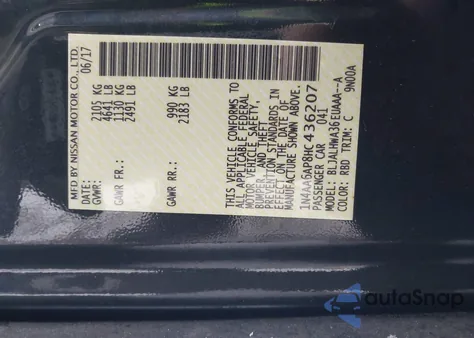 MFD BY NISSAN MOTOR CO., LTD.
DATE: 06/17
GVWR: 2105 KG
4641 LB
GAWR FR: 1130 KG
2491 LB
GAWR RR: 990 KG
2183 LB
THIS VEHICLE CONFORMS TO
ALL APPLICABLE FEDERAL
MOTOR VEHICLE SAFETY,
BUMPER, AND THEFT
PREVENTION STANDARDS IN
EFFECT ON THE DATE OF
MANUFACTURE SHOWN ABOVE.
1N4AA6AP8HC436207
PASSENGER CAR 041
MODEL: BLJALHWA36EUAAA--A
COLOR: RBD TRIM: C 9N00A
autoSnap